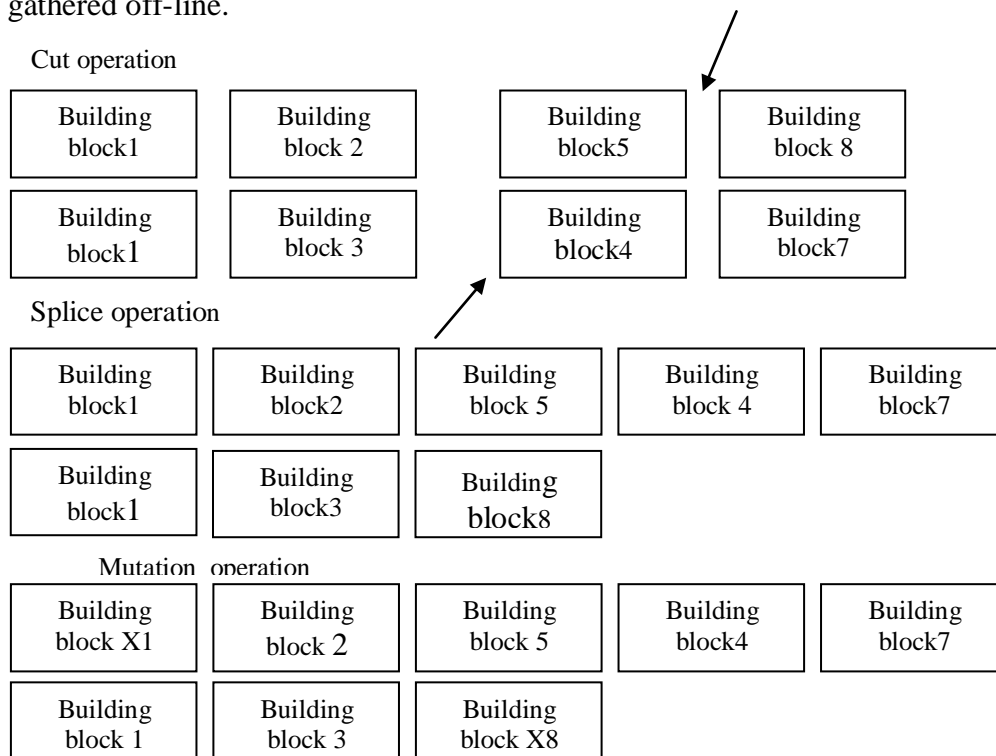 gathered off-line.
Cut operation
Building
block1
Building
block 2
Building
block5
Building
block 8
Building
block1
Building
block 3
Building
block4
Building
block7
Splice operation
Building
block1
Building
block2
Building
block 5
Building
block 4
Building
block7
Building
block1
Building
block3
Building
block8
Mutation operation
Building
block X1
Building
block 2
Building
block 5
Building
block4
Building
block7
Building
block 1
Building
block 3
Building
block X8